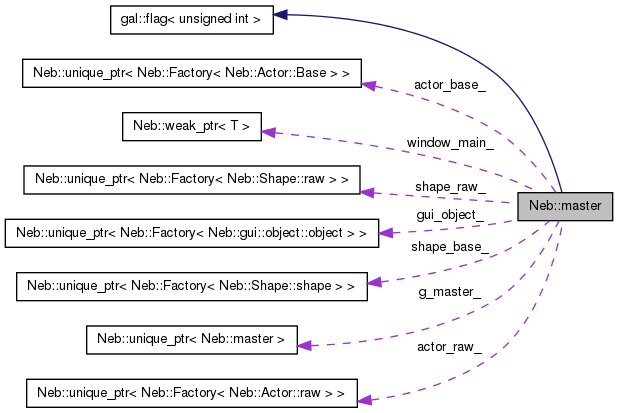 gal::flag< unsigned int >
Neb::unique_ptr< Neb::Factory< Neb::Actor::Base > >
actor_base_
Neb::weak_ptr< T >
window_main_
Neb::unique_ptr< Neb::Factory< Neb::Shape::raw > >
shape_raw_
Neb::master
gui_object_
Neb::unique_ptr< Neb::Factory< Neb::gui::object::object > >
shape_base_
Neb::unique_ptr< Neb::Factory< Neb::Shape::shape > >
g_master_
Neb::unique_ptr< Neb::master >
actor_raw_
Neb::unique_ptr< Neb::Factory< Neb::Actor::raw > >